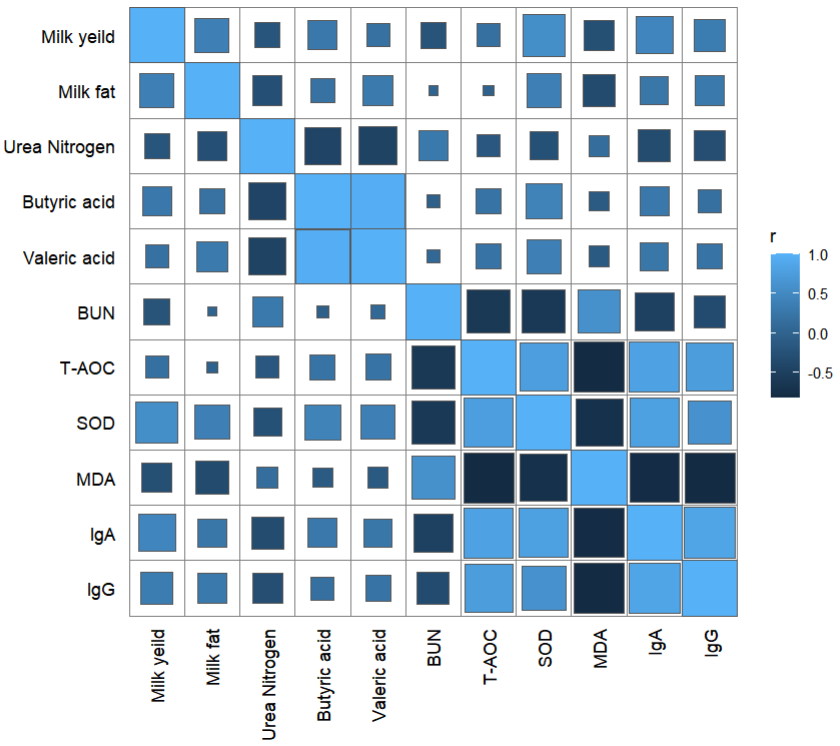 Milk yeild
Milk fat
Urea Nitrogen
Butyric acid
Valeric acid
BUN
T-AOC
SOD
MDA
IgA
IgG
r
1.0
0.5
0.0
-0.5
Milk yeild
Milk fat
Urea Nitrogen
Butyric acid
Valeric acid
BUN
T-AOC
SOD
MDA
IgA
IgG